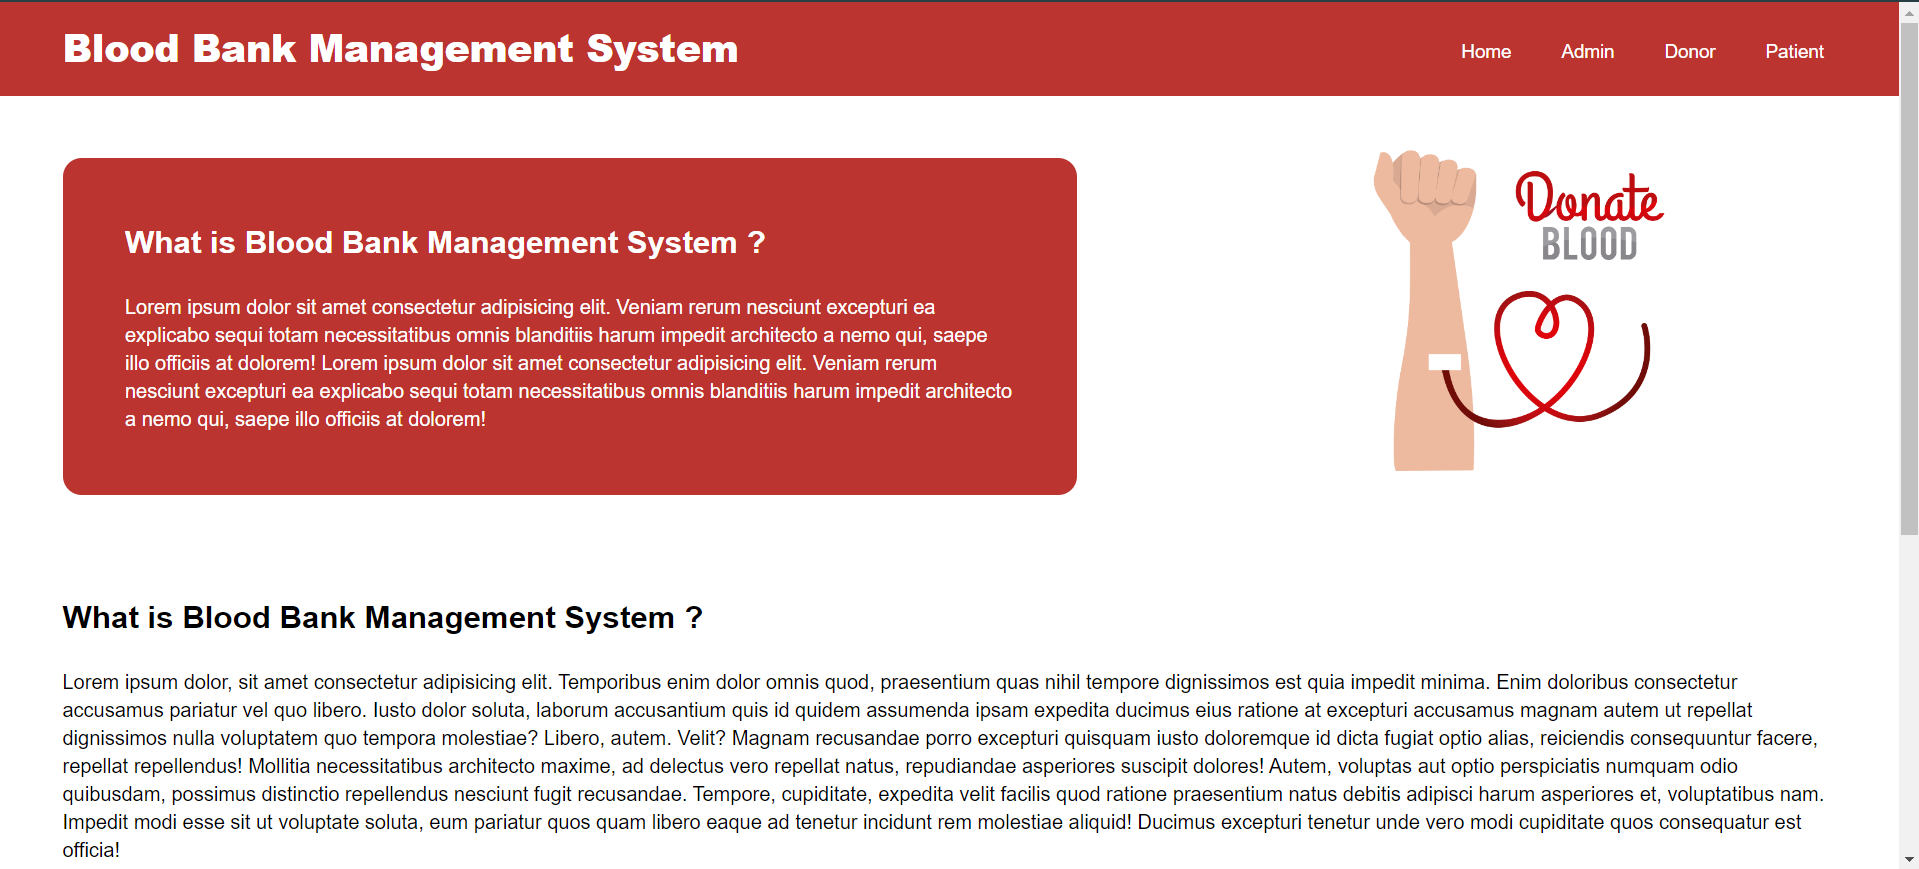 Blood Bank Management System
Home Admin Donor Patient
What is Blood Bank Management System ?
Lorem ipsum dolor sit amet consectetur adipisicing elit. Veniam rerum nesciunt excepturi ea
explicabo sequi totam necessitatibus omnis blanditiis harum impedit architecto a nemo qui, saepe
illo officiis at dolorem! Lorem ipsum dolor sit amet consectetur adipisicing elit. Veniam rerum
nesciunt excepturi ea explicabo sequi totam necessitatibus omnis blanditiis harum impedit architecto
a nemo qui, saepe illo officiis at dolorem!
Donate
BLOOD
What is Blood Bank Management System ?
Lorem ipsum dolor, sit amet consectetur adipisicing elit. Temporibus enim dolor omnis quod, praesentium quas nihil tempore dignissimos est quia impedit minima. Enim doloribus consectetur
accusamus pariatur vel quo libero. Iusto dolor soluta, laborum accusantium quis id quidem assumenda ipsam expedita ducimus eius ratione at excepturi accusamus magnam autem ut repellat
dignissimos nulla voluptatem quo tempora molestiae? Libero, autem. Velit? Magnam recusandae porro excepturi quisquam iusto doloremque id dicta fugiat optio alias, reiciendis consequuntur facere,
repellat repellendus! Mollitia necessitatibus architecto maxime, ad delectus vero repellat natus, repudiandae asperiores suscipit dolores! Autem, voluptas aut optio perspiciatis numquam odio
quibusdam, possimus distinctio repellendus nesciunt fugit recusandae. Tempore, cupiditate, expedita velit facilis quod ratione praesentium natus debitis adipisci harum asperiores et, voluptatibus nam.
Impedit modi esse sit ut voluptate soluta, eum pariatur quos quam libero eaque ad tenetur incidunt rem molestiae aliquid! Ducimus excepturi tenetur unde vero modi cupiditate quos consequatur est
officia!